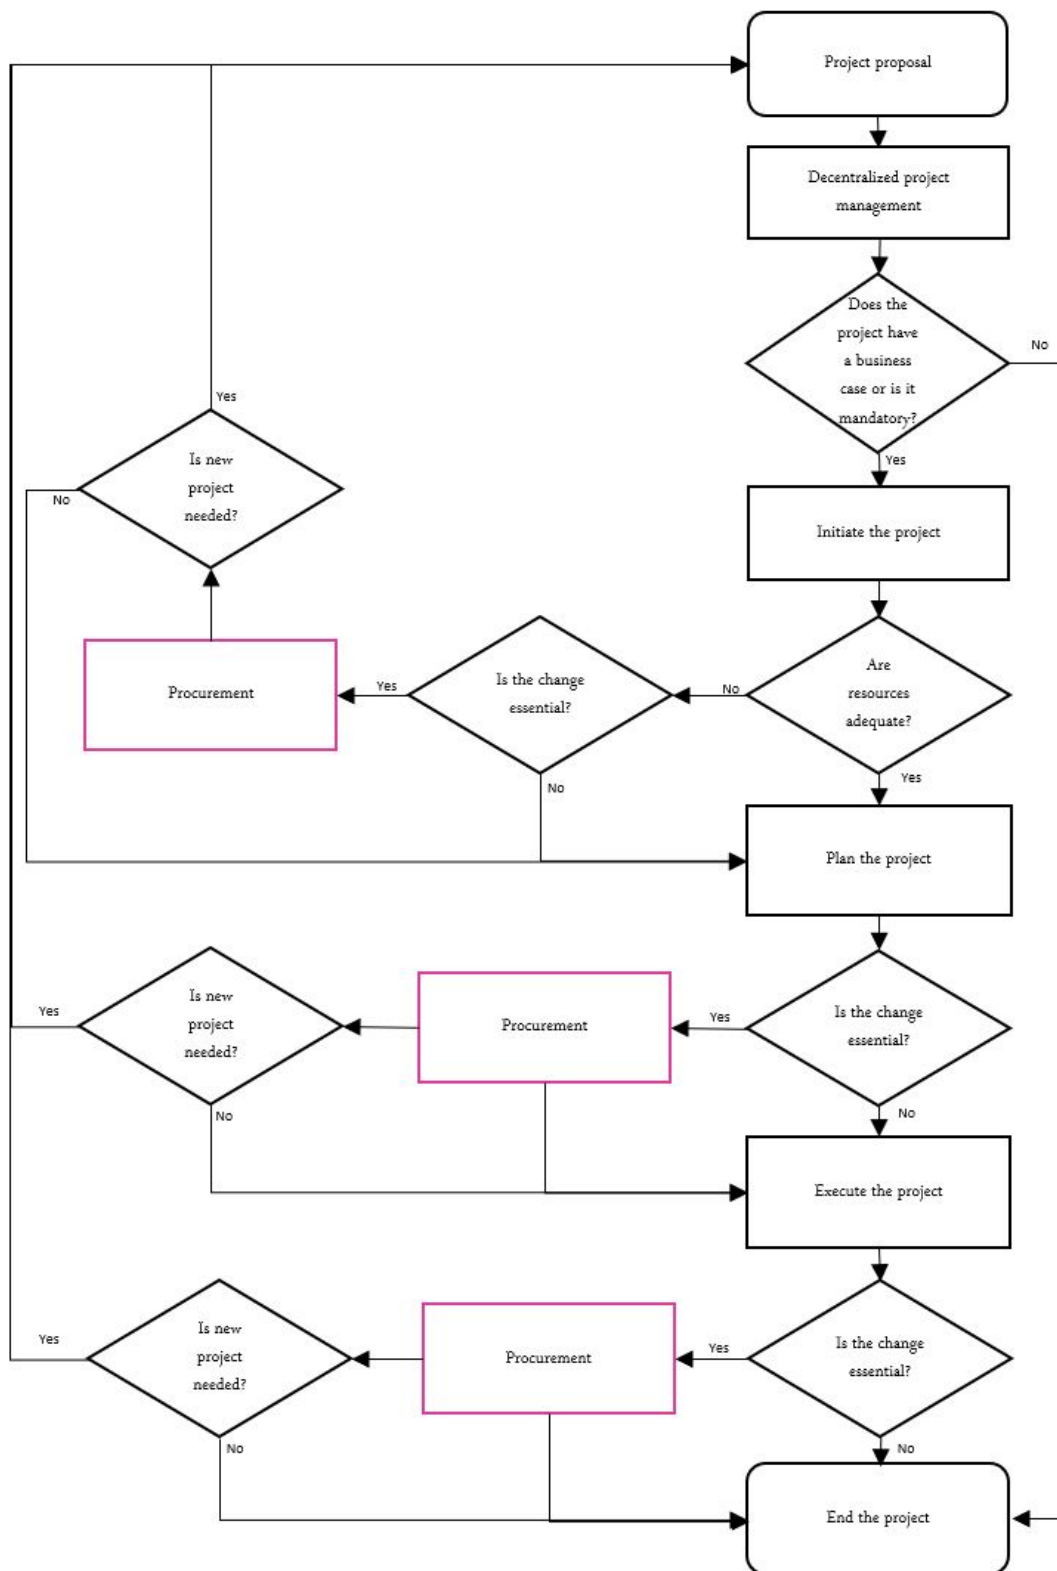 Project proposal
Decentralized project
management
Does the
project have
a business
case or is it
mandatory?
No
Yes
Yes
Is new
project
needed?
No
Initiate the project
Are
resources
adequate?
No
Is the change
essential?
Yes
Procurement
No
Yes
Plan the project
Is the change
essential?
Yes
Procurement
Is new
project
needed?
Yes
No
No
Execute the project
Is the change
essential?
Yes
Procurement
Is new
project
needed?
Yes
No
No
End the project